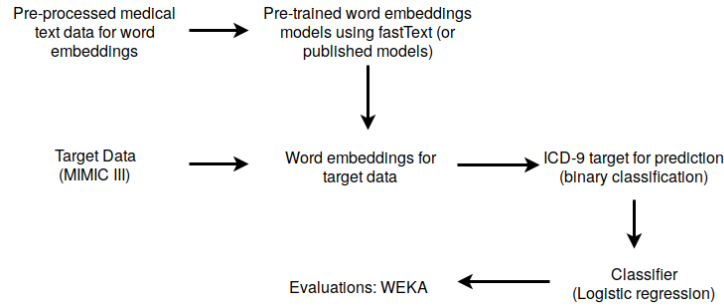 Pre-processed medical
text data for word
embeddings
Pre-trained word embeddings
models using fastText (or
published models)
Target Data
(MIMIC III)
Word embeddings for
target data
ICD-9 target for prediction
(binary classification)
Classifier
(Logistic regression)
Evaluations: WEKA